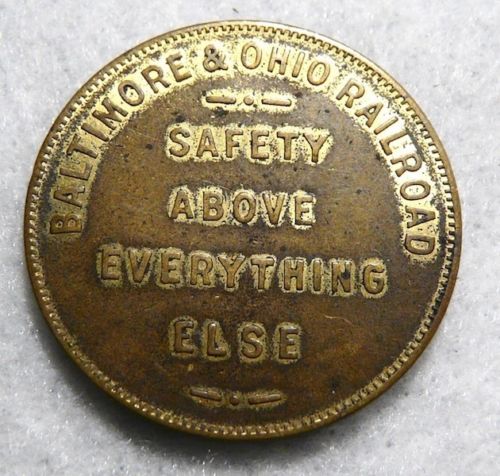 BALTIMORE & OHIO RAILROAD
SAFETY
ABOVE
EVERYTHING
ELSE